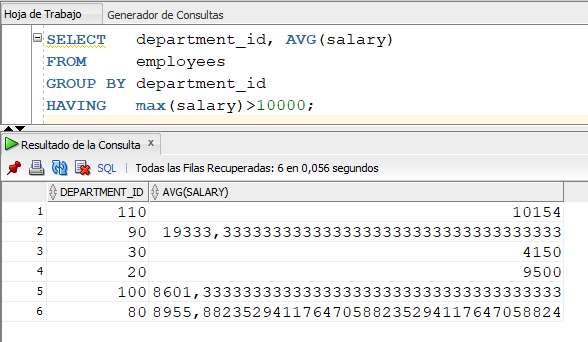 Hoja de Trabajo Generador de Consultas
SELECT department_id, AVG(salary)
FROM employees
GROUP BY department_id
HAVING max(salary)>10000;
Resultado de la Consulta x
SQL | Todas las Filas Recuperadas: 6 en 0,056 segundos
DEPARTMENT_ID AVG(SALARY)
1 110 10154
2 90 19333,3333333333333333333333333333333333
3 30 4150
4 20 9500
5 100 8601,33333333333333333333333333333333333
6 80 8955,882352941176470588235294117647058824